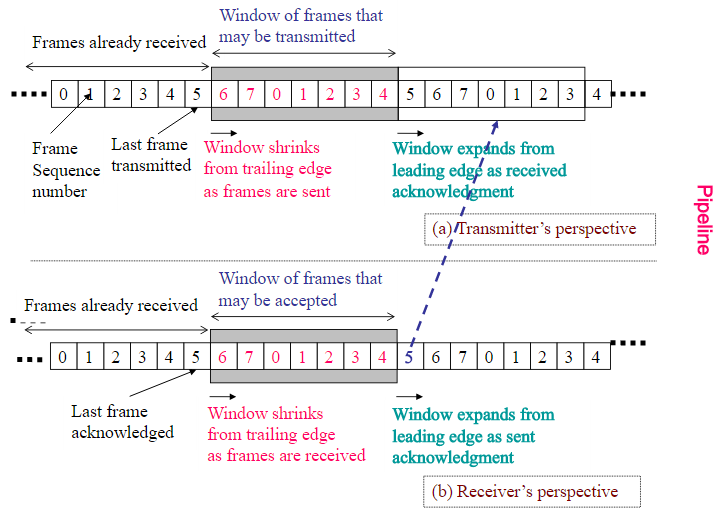 Window of frames that
may be transmitted
Frames already received
0 1 2 3 4 5 6 7 0 1 2 3 4 5 6 7 0 1 2 3 4
Frame
Sequence
number
Last frame
transmitted
Window shrinks
from trailing edge
as frames are sent
Window expands from
leading edge as received
acknowledgment
(a) Transmitter's perspective
Pipeline
Window of frames that
may be accepted
Frames already received
0 1 2 3 4 5 6 7 0 1 2 3 4 5 6 7 0 1 2 3 4
Last frame
acknowledged
Window shrinks
from trailing edge
as frames are received
Window expands from
leading edge as sent
acknowledgment
(b) Receiver's perspective